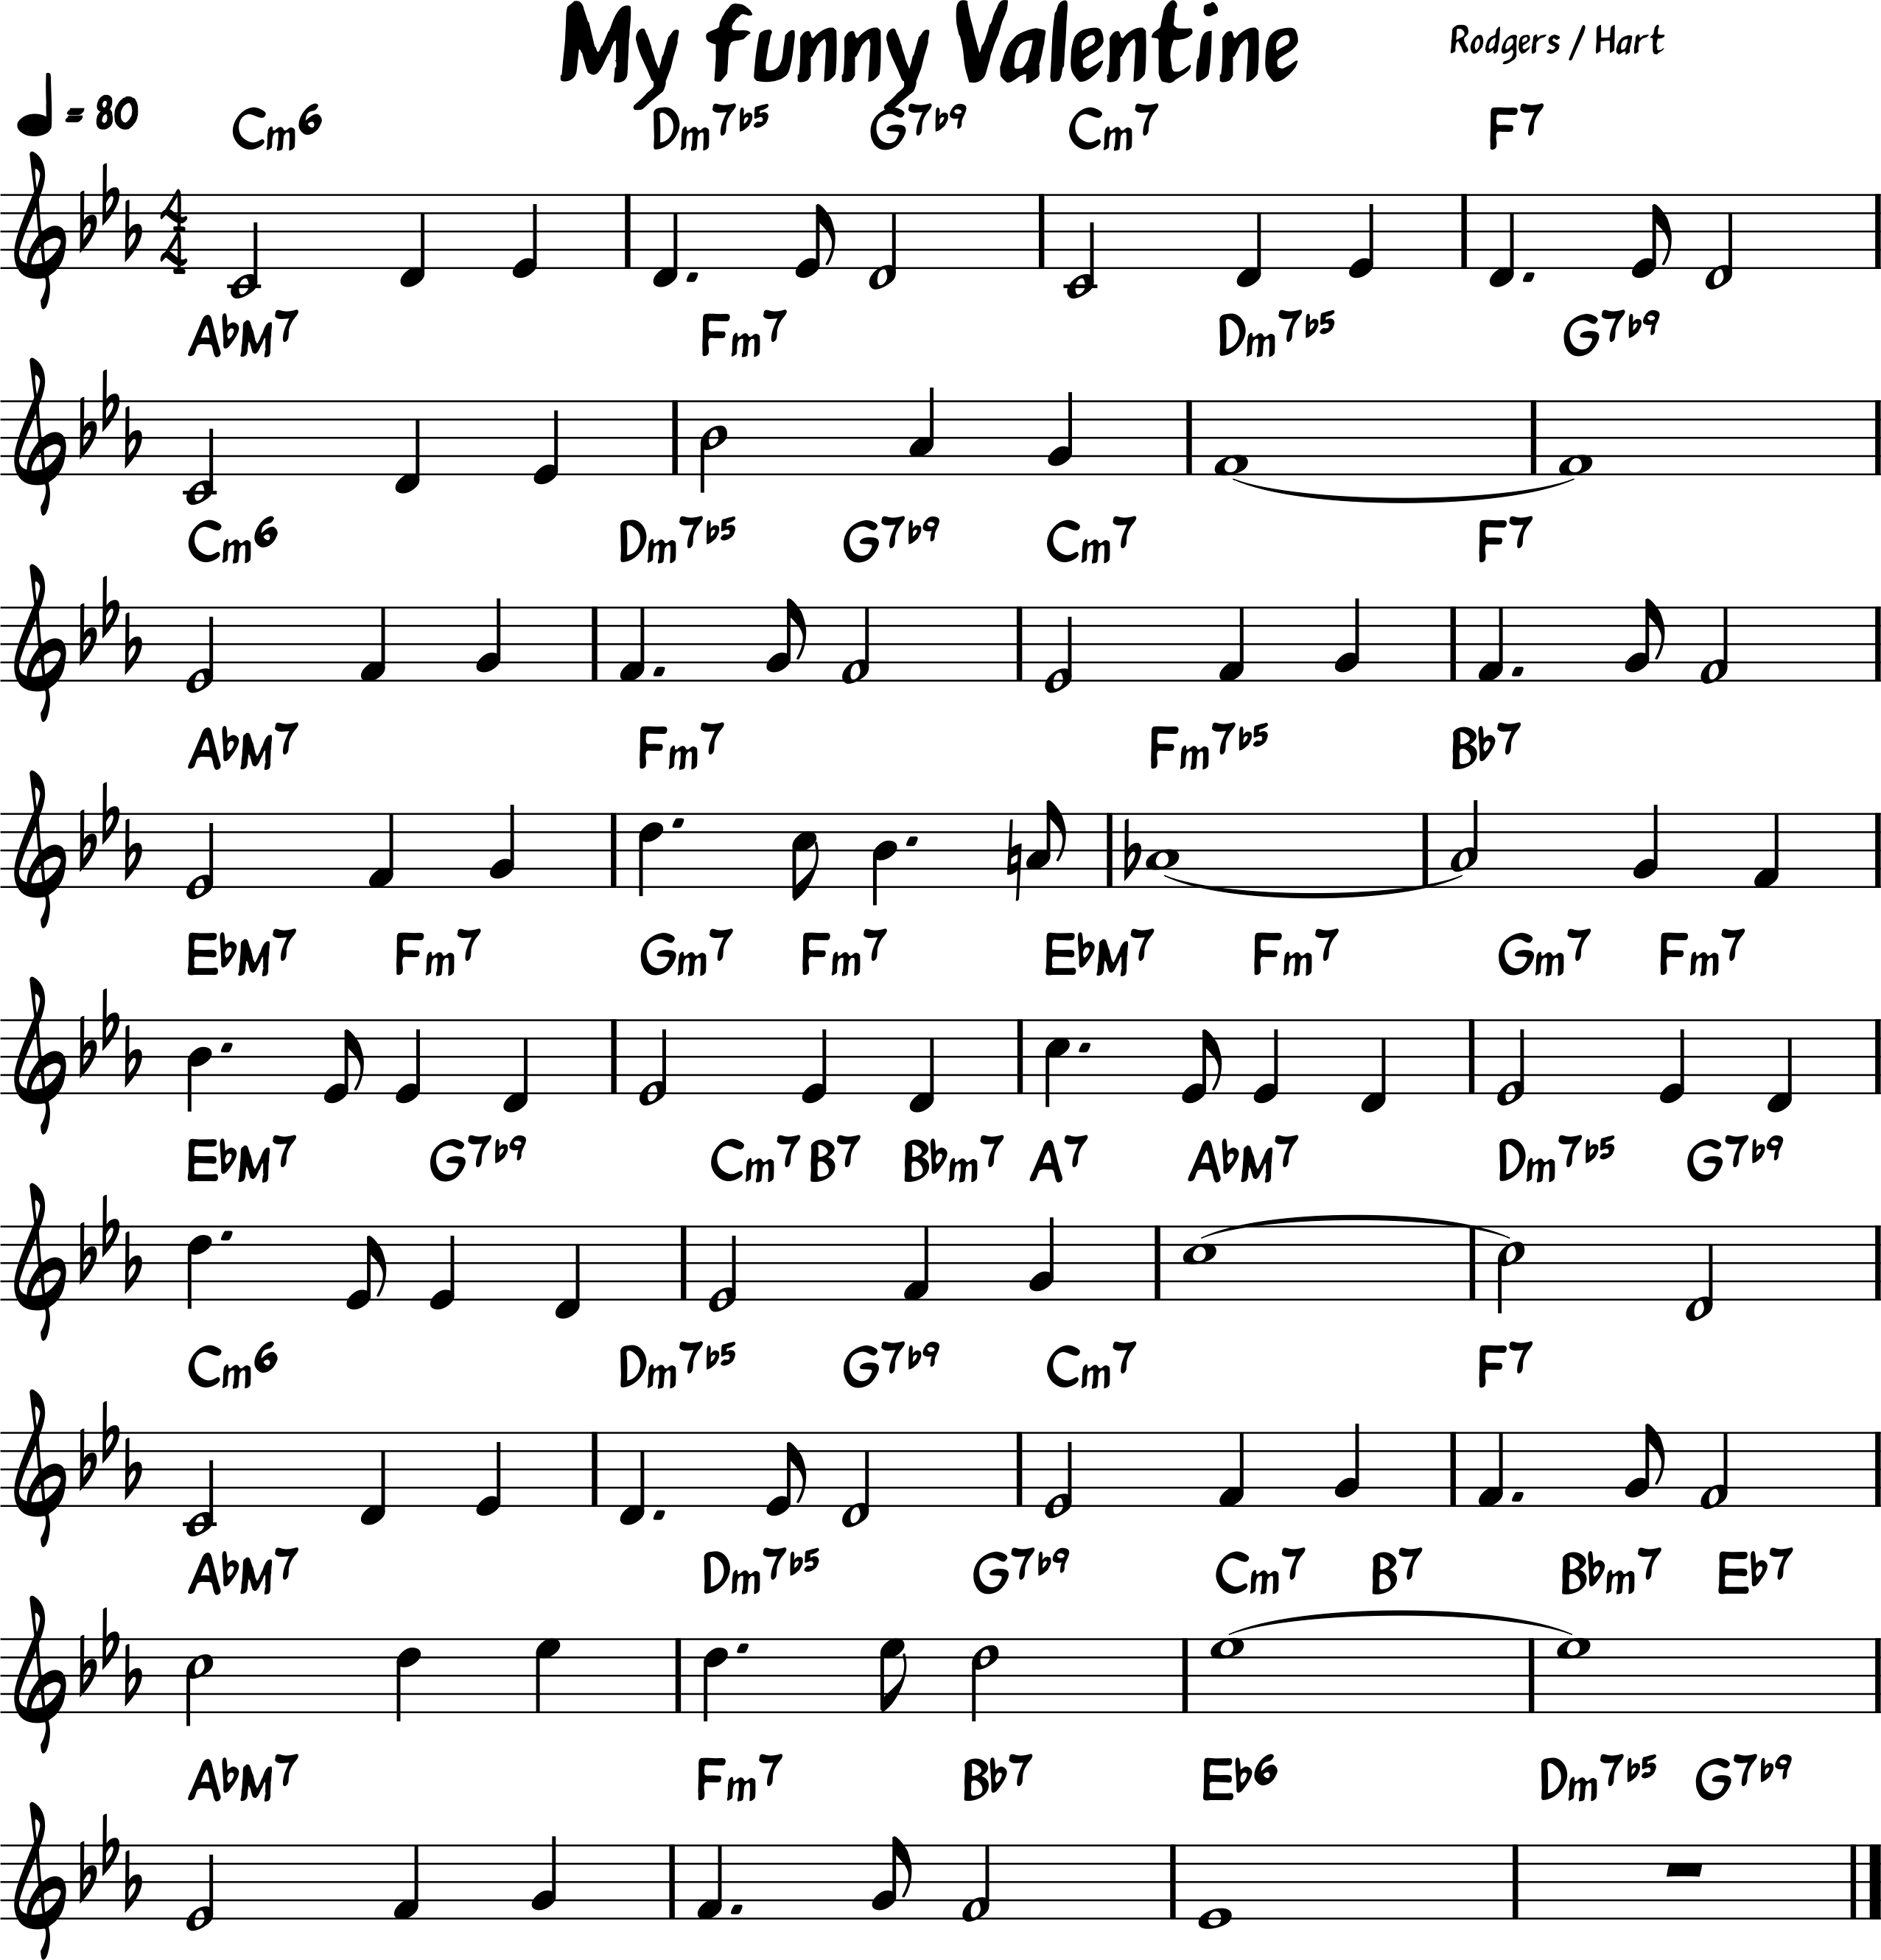 My funny Valentine
Rodgers / Hart
= 80
Cm6 Dm7b5 G7b9 Cm7 F7
4
4
AbM7 Fm7 Dm7b5 G7b9
Cm6 Dm7b5 G7b9 Cm7 F7
AbM7 Fm7 Fm7b5 Bb7
EbM7 Fm7 Gm7 Fm7 EbM7 Fm7 Gm7 Fm7
EbM7 G7b9 Cm7 B7 Bbm7 A7 AbM7 Dm7b5 G7b9
Cm6 Dm7b5 G7b9 Cm7 F7
AbM7 Dm7b5 G7b9 Cm7 B7 Bbm7 Eb7
AbM7 Fm7 Bb7 Eb6 Dm7b5 G7b9